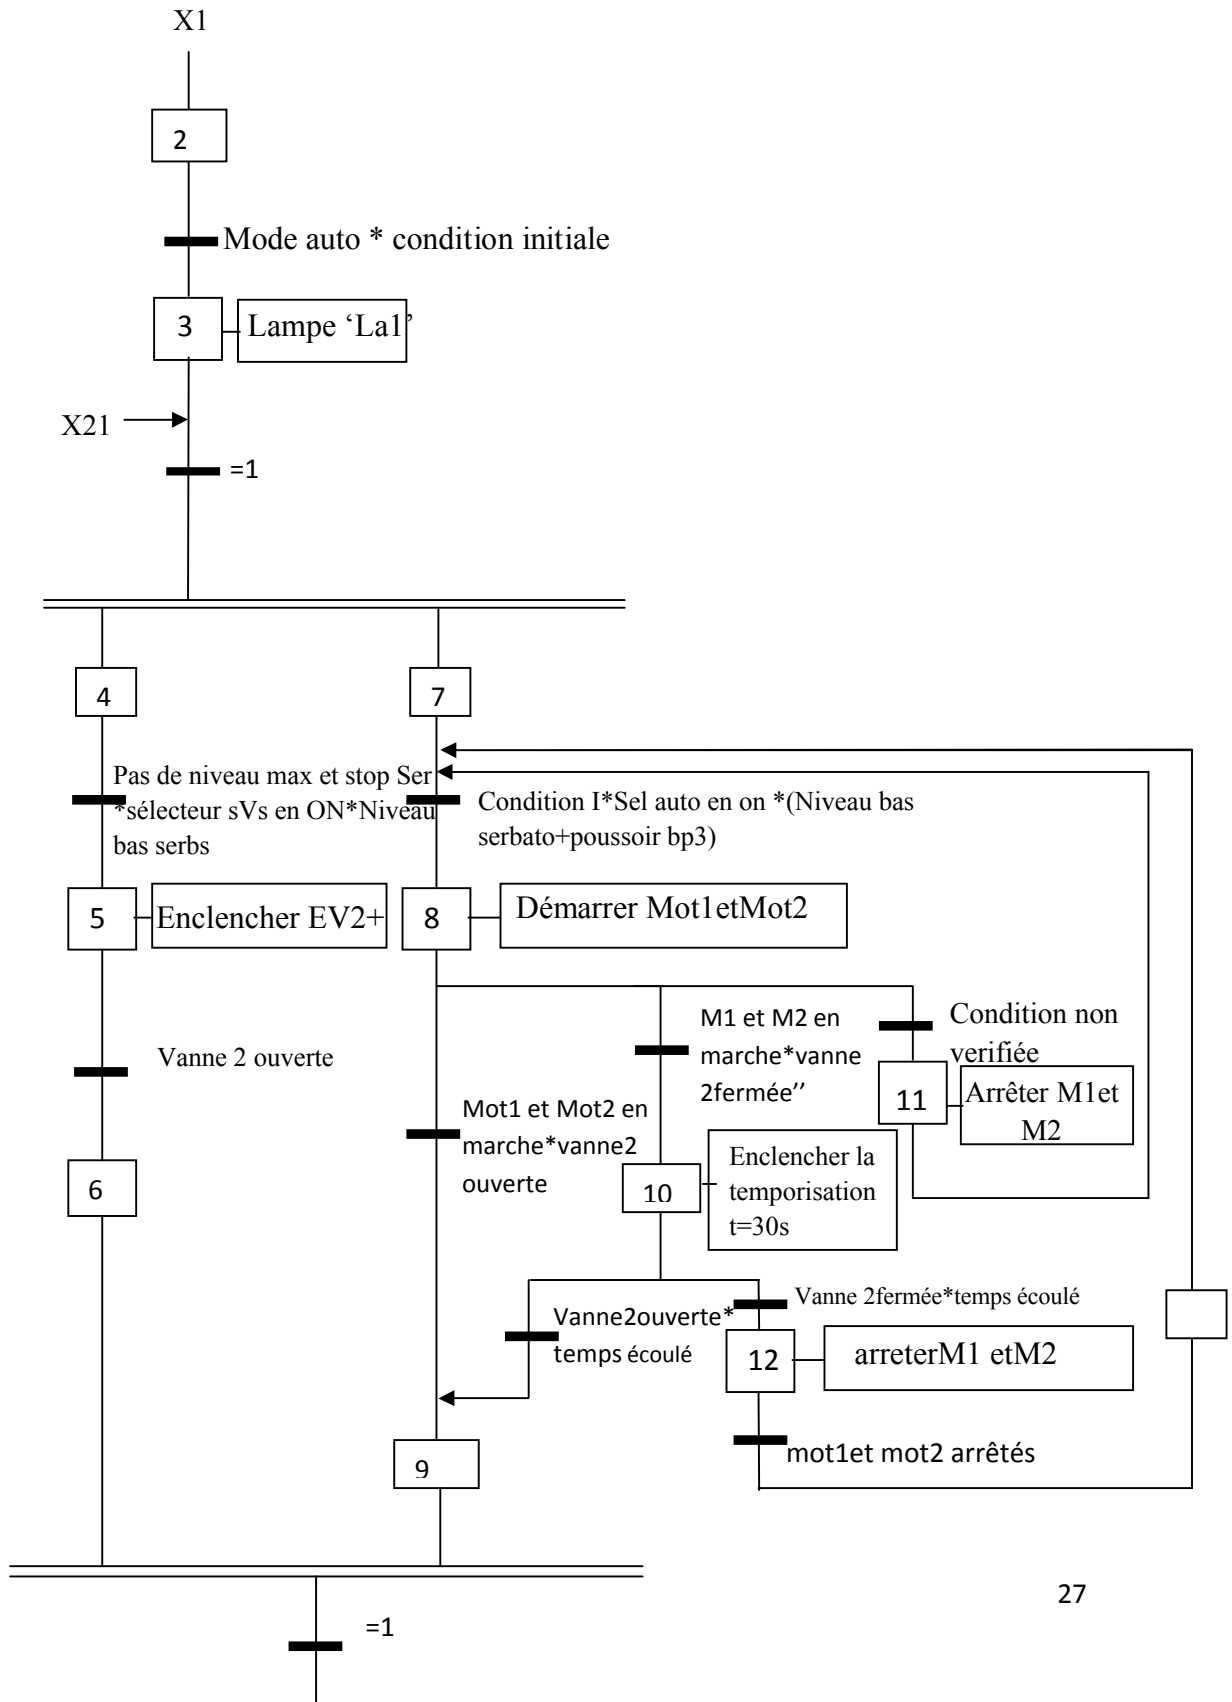 X1
2
Mode auto * condition initiale
3
Lampe ‘La1’
X21
=1
4
7
Pas de niveau max et stop Ser
*sélecteur sVs en ON*Niveau
bas serbs
Condition I*Sel auto en on *(Niveau bas
serbato+poussoir bp3)
5
Enclencher EV2+
8
Démarrer Mot1etMot2
Vanne 2 ouverte
M1 et M2 en
marche*vanne
2fermée’’
Condition non
verifiée
11
Arrêter M1et
M2
Mot1 et Mot2 en
marche*vanne2
ouverte
6
10
Enclencher la
temporisation
t=30s
Vanne2ouverte*
temps écoulé
Vanne 2fermée*temps écoulé
12
arreterM1 etM2
mot1et mot2 arrêtés
9
=1
27